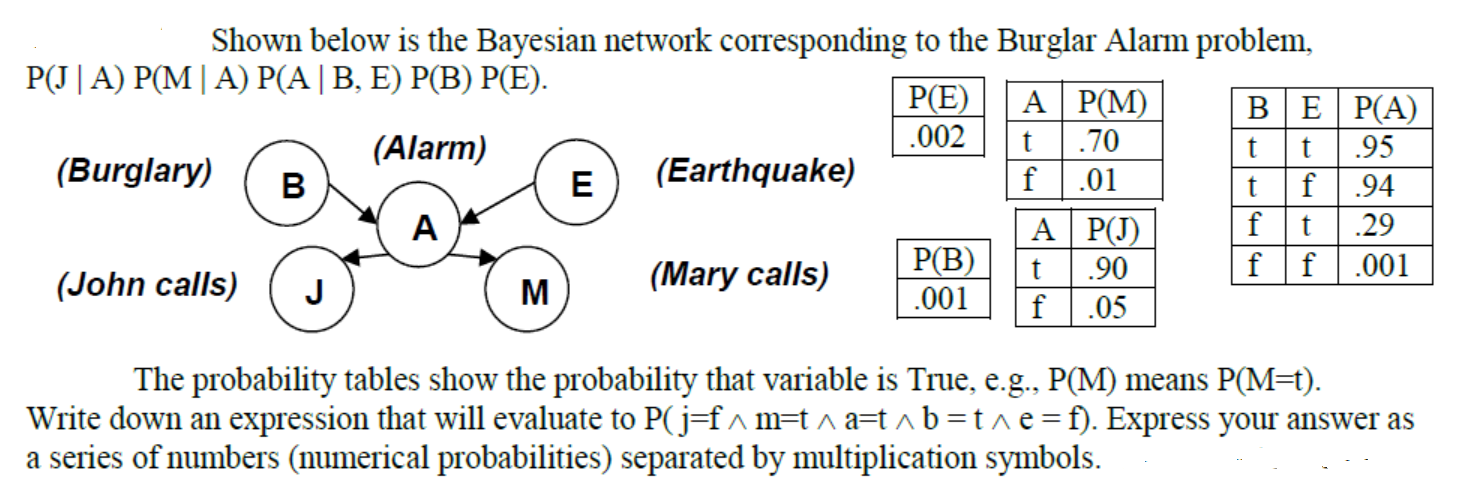 Shown below is the Bayesian network corresponding to the Burglar Alarm problem,
P(J | A) P(M | A) P(A | B, E) P(B) P(E).
P(E)
.002
A P(M)
t .70
f .01
B E P(A)
t t .95
t f .94
f t .29
f f .001
(Burglary)
B
(Alarm)
A
E
(Earthquake)
(John calls)
J
M
(Mary calls)
P(B)
.001
A P(J)
t .90
f .05
The probability tables show the probability that variable is True, e.g., P(M) means P(M=t).
Write down an expression that will evaluate to P( j=f ∧ m=t ∧ a=t ∧ b = t ∧ e = f). Express your answer as
a series of numbers (numerical probabilities) separated by multiplication symbols.